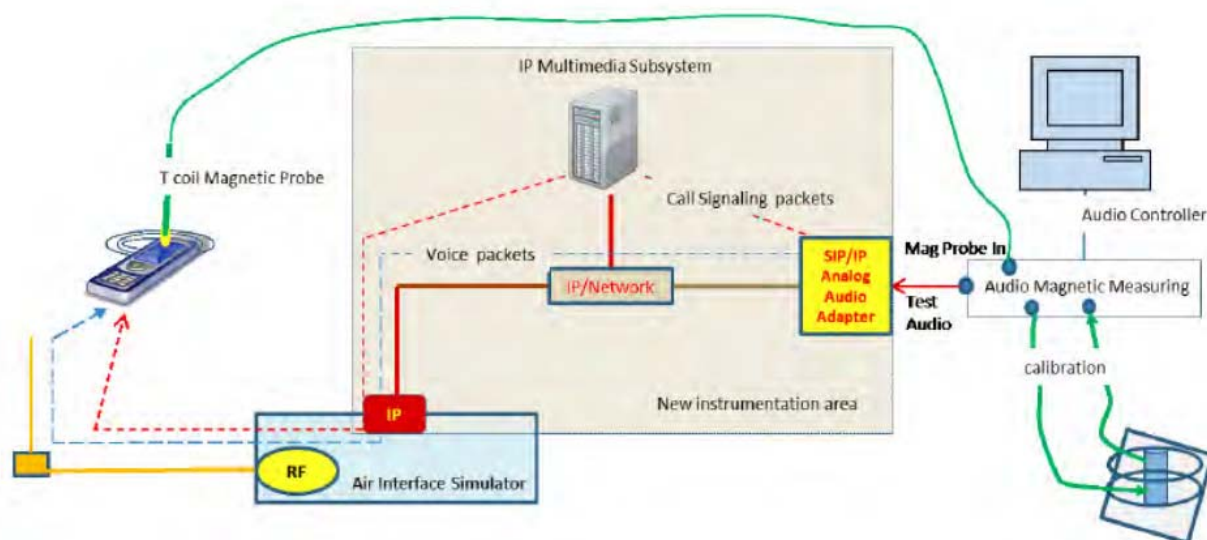 IP Multimedia Subsystem
T coil Magnetic Probe
Call Signaling packets
Audio Controller
Voice packets
SIP/IP
Analog
Audio
Adapter
Mag Probe In
IP/Network
Audio Magnetic Measuring
Test
Audio
calibration
IP
New instrumentation area
RF
Air Interface Simulator